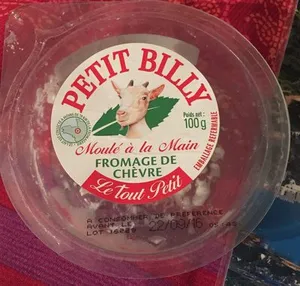 PETIT BILLY
Poids net :
100g
EMBALLAGE REFERMABLE
Moulé à la Main
FROMAGE DE
CHÈVRE
Le Tout Petit
A CONSOMMER DE PREFERENCE
AVANT LE
LOT